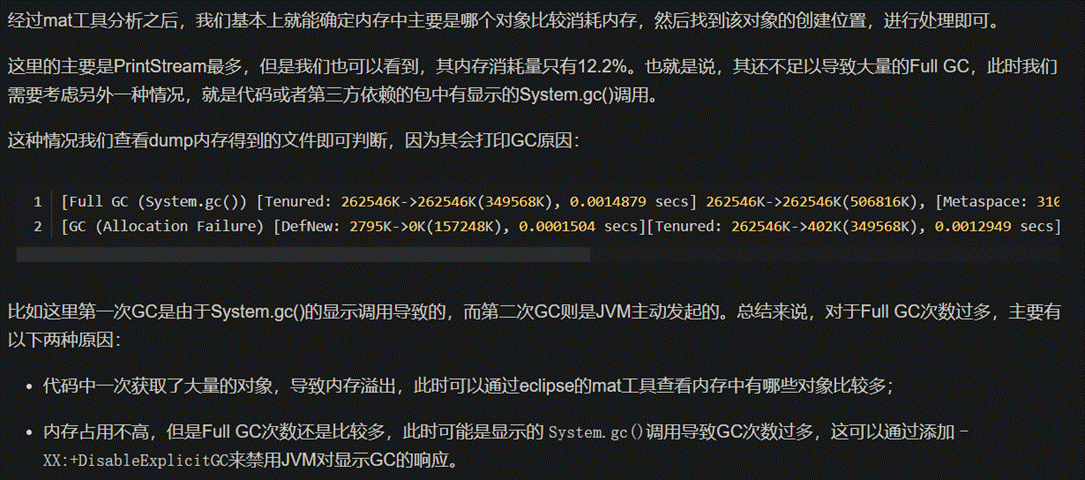 经过mat工具分析之后，我们基本上就能确定内存中主要是哪个对象比较消耗内存，然后找到该对象的创建位置，进行处理即可。
这里的主要是PrintStream最多，但是我们也可以看到，其内存消耗量只有12.2%。也就是说，其还不足以导致大量的Full GC，此时我们
需要考虑另外一种情况，就是代码或者第三方依赖的包中有显示的System.gc()调用。
这种情况我们查看dump内存得到的文件即可判断，因为其会打印GC原因：
1 [Full GC (System.gc()) [Tenured: 262546K->262546K(349568K), 0.0014879 secs] 262546K->262546K(506816K), [Metaspace: 310
2 [GC (Allocation Failure) [DefNew: 2795K->0K(157248K), 0.0001504 secs][Tenured: 262546K->402K(349568K), 0.0012949 secs]
比如这里第一次GC是由于System.gc()的显示调用导致的，而第二次GC则是JVM主动发起的。总结来说，对于Full GC次数过多，主要有
以下两种原因：
• 代码中一次获取了大量的对象，导致内存溢出，此时可以通过eclipse的mat工具查看内存中有哪些对象比较多；
• 内存占用不高，但是Full GC次数还是比较多，此时可能是显示的 System.gc()调用导致GC次数过多，这可以通过添加 -
XX:+DisableExplicitGC来禁用JVM对显示GC的响应。